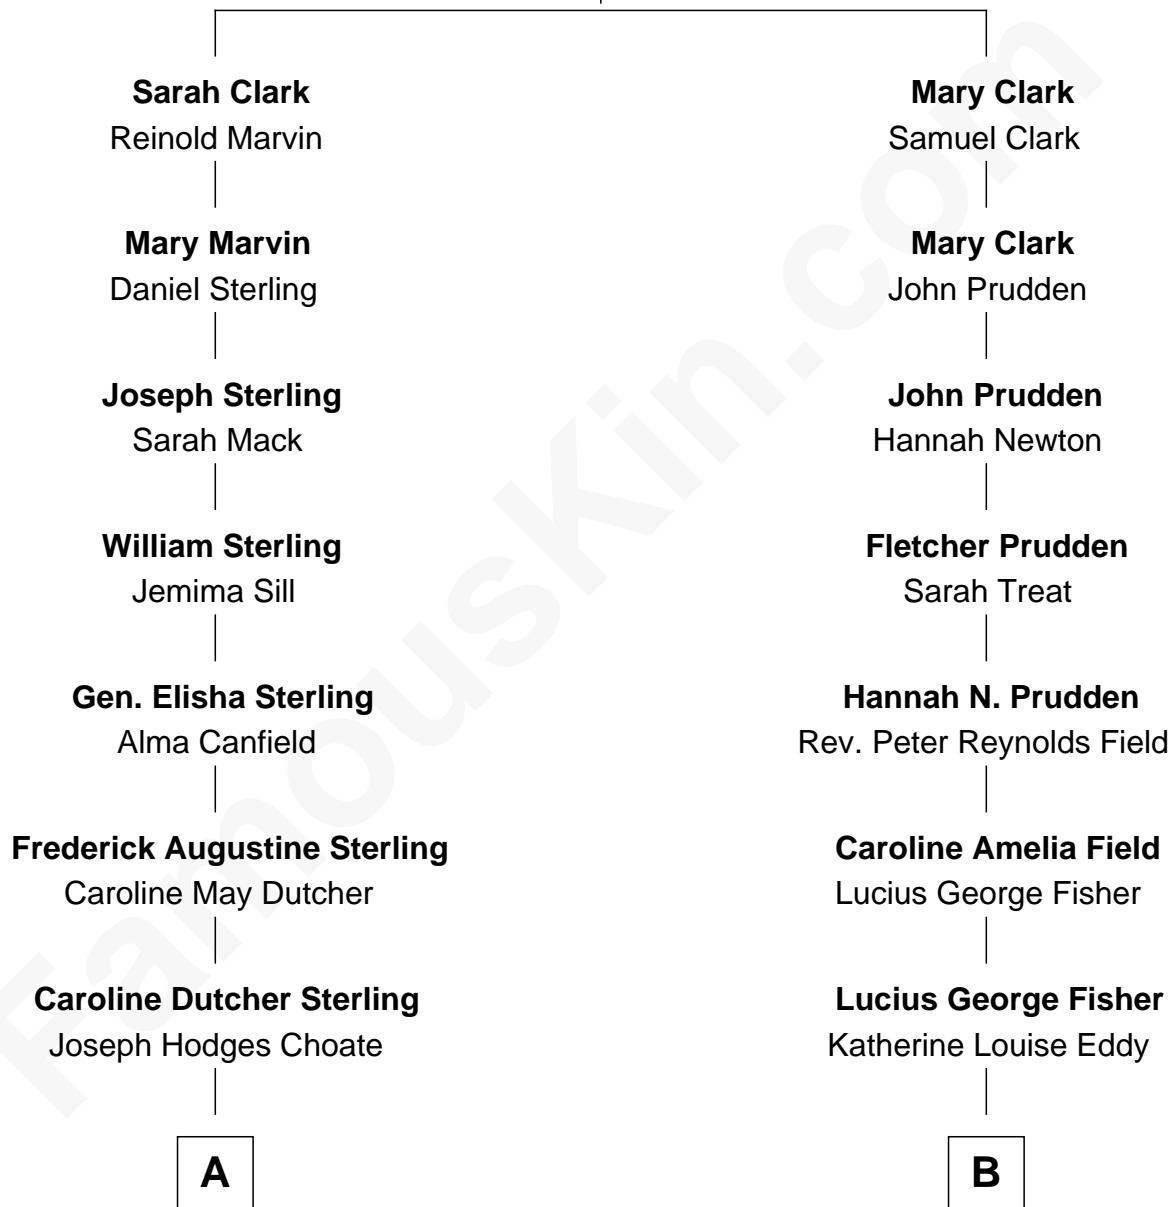 Sarah Clark
Reinold Marvin
Mary Marvin
Daniel Sterling
Joseph Sterling
Sarah Mack
William Sterling
Jemima Sill
Gen. Elisha Sterling
Alma Canfield
Frederick Augustine Sterling
Caroline May Dutcher
Caroline Dutcher Sterling
Joseph Hodges Choate
A
Mary Clark
Samuel Clark
Mary Clark
John Prudden
John Prudden
Hannah Newton
Fletcher Prudden
Sarah Treat
Hannah N. Prudden
Rev. Peter Reynolds Field
Caroline Amelia Field
Lucius George Fisher
Lucius George Fisher
Katherine Louise Eddy
B
FamousKin.com